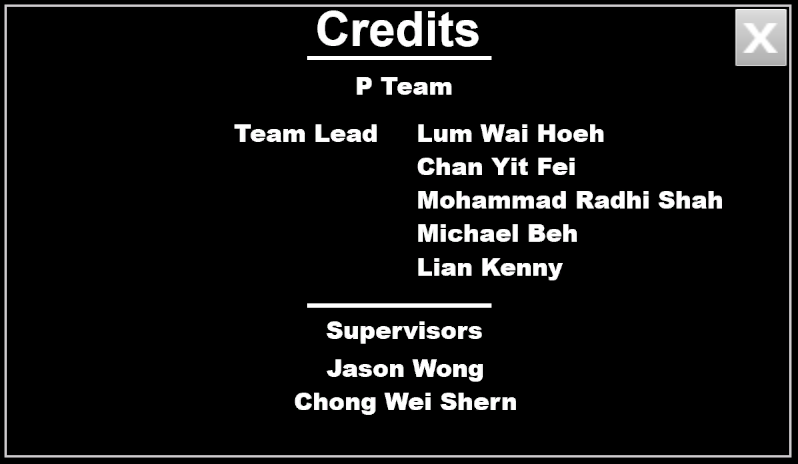 Credits
X
P Team
Team Lead Lum Wai Hoeh
Chan Yit Fei
Mohammad Radhi Shah
Michael Beh
Lian Kenny
Supervisors
Jason Wong
Chong Wei Shern